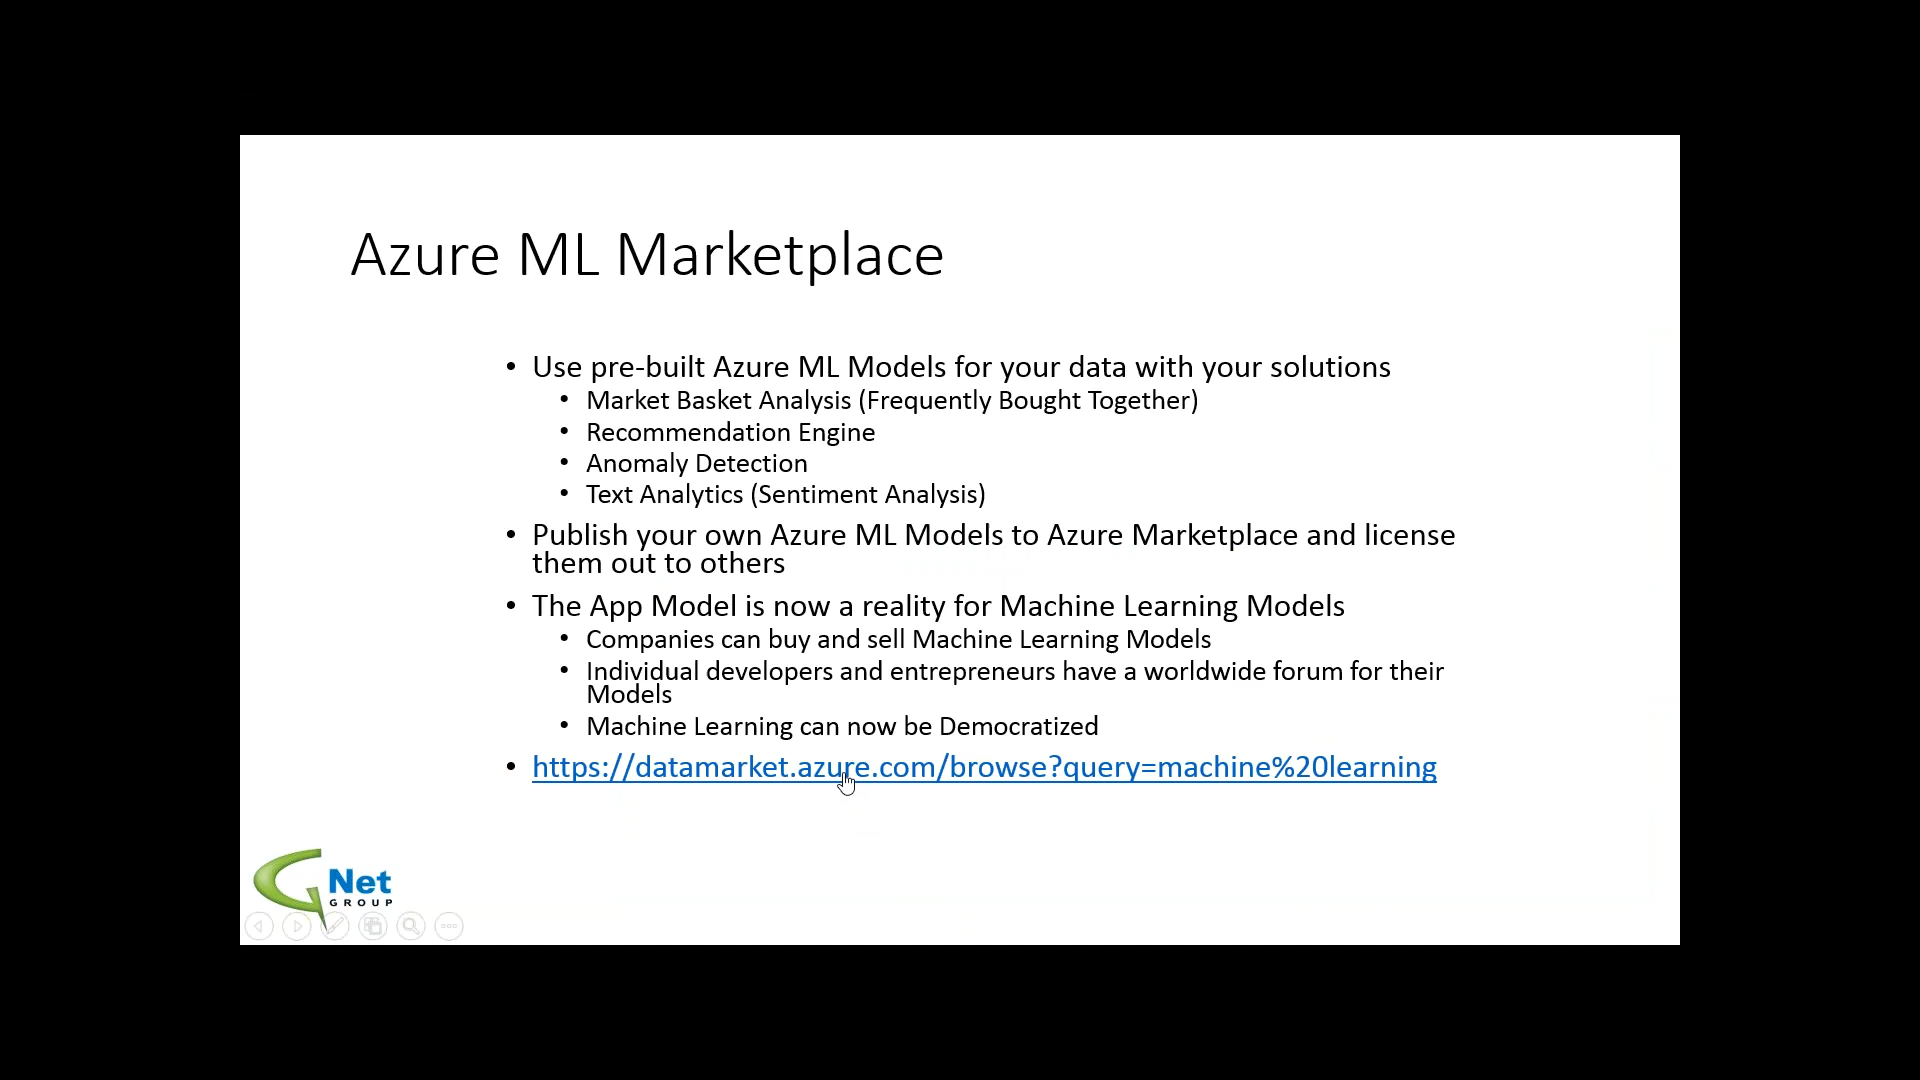 Azure ML Marketplace
• Use pre-built Azure ML Models for your data with your solutions
• Market Basket Analysis (Frequently Bought Together)
• Recommendation Engine
• Anomaly Detection
• Text Analytics (Sentiment Analysis)
• Publish your own Azure ML Models to Azure Marketplace and license
them out to others
• The App Model is now a reality for Machine Learning Models
• Companies can buy and sell Machine Learning Models
• Individual developers and entrepreneurs have a worldwide forum for their
Models
• Machine Learning can now be Democratized
• https://datamarket.azure.com/browse?query=machine%20learning
Net
GROUP